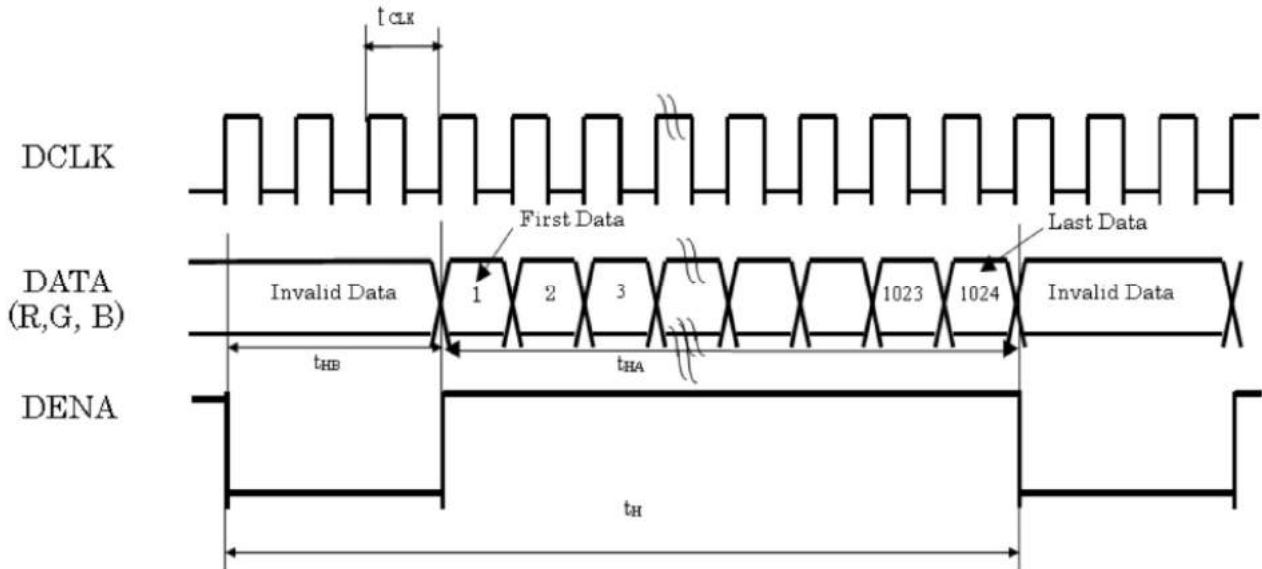 t CLK
DCLK
First Data
Last Data
DATA
(R,G, B)
Invalid Data
1
2
3
1023
1024
Invalid Data
tHB
tHA
DENA
tH